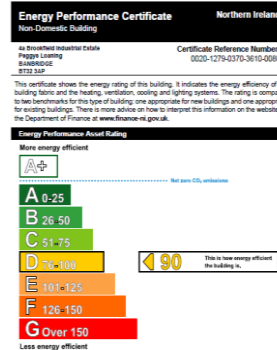 Energy Performance Certificate
Northern Ireland
Non-Domestic Building
4a Brookfield Industrial Estate
Peggys Loaning
BANBRIDGE
BT32 3AP
Certificate Reference Number
0020-1279-0370-3610-008
This certificate shows the energy rating of this building. It indicates the energy efficiency of
building fabric and the heating, ventilation, cooling and lighting systems. The rating is compa
to two benchmarks for this type of building: one appropriate for new buildings and one appropr
for existing buildings. There is more advice on how to interpret this information on the website
the Department of Finance at www.finance-ni.gov.uk.
Energy Performance Asset Rating
More energy efficient
A+
Net zero CO₂ emissions
A 0-25
B 26-50
C 51-75
D 76-100
90
This is how energy efficient
the building is.
E 101-125
F 126-150
G Over 150
Less energy efficient